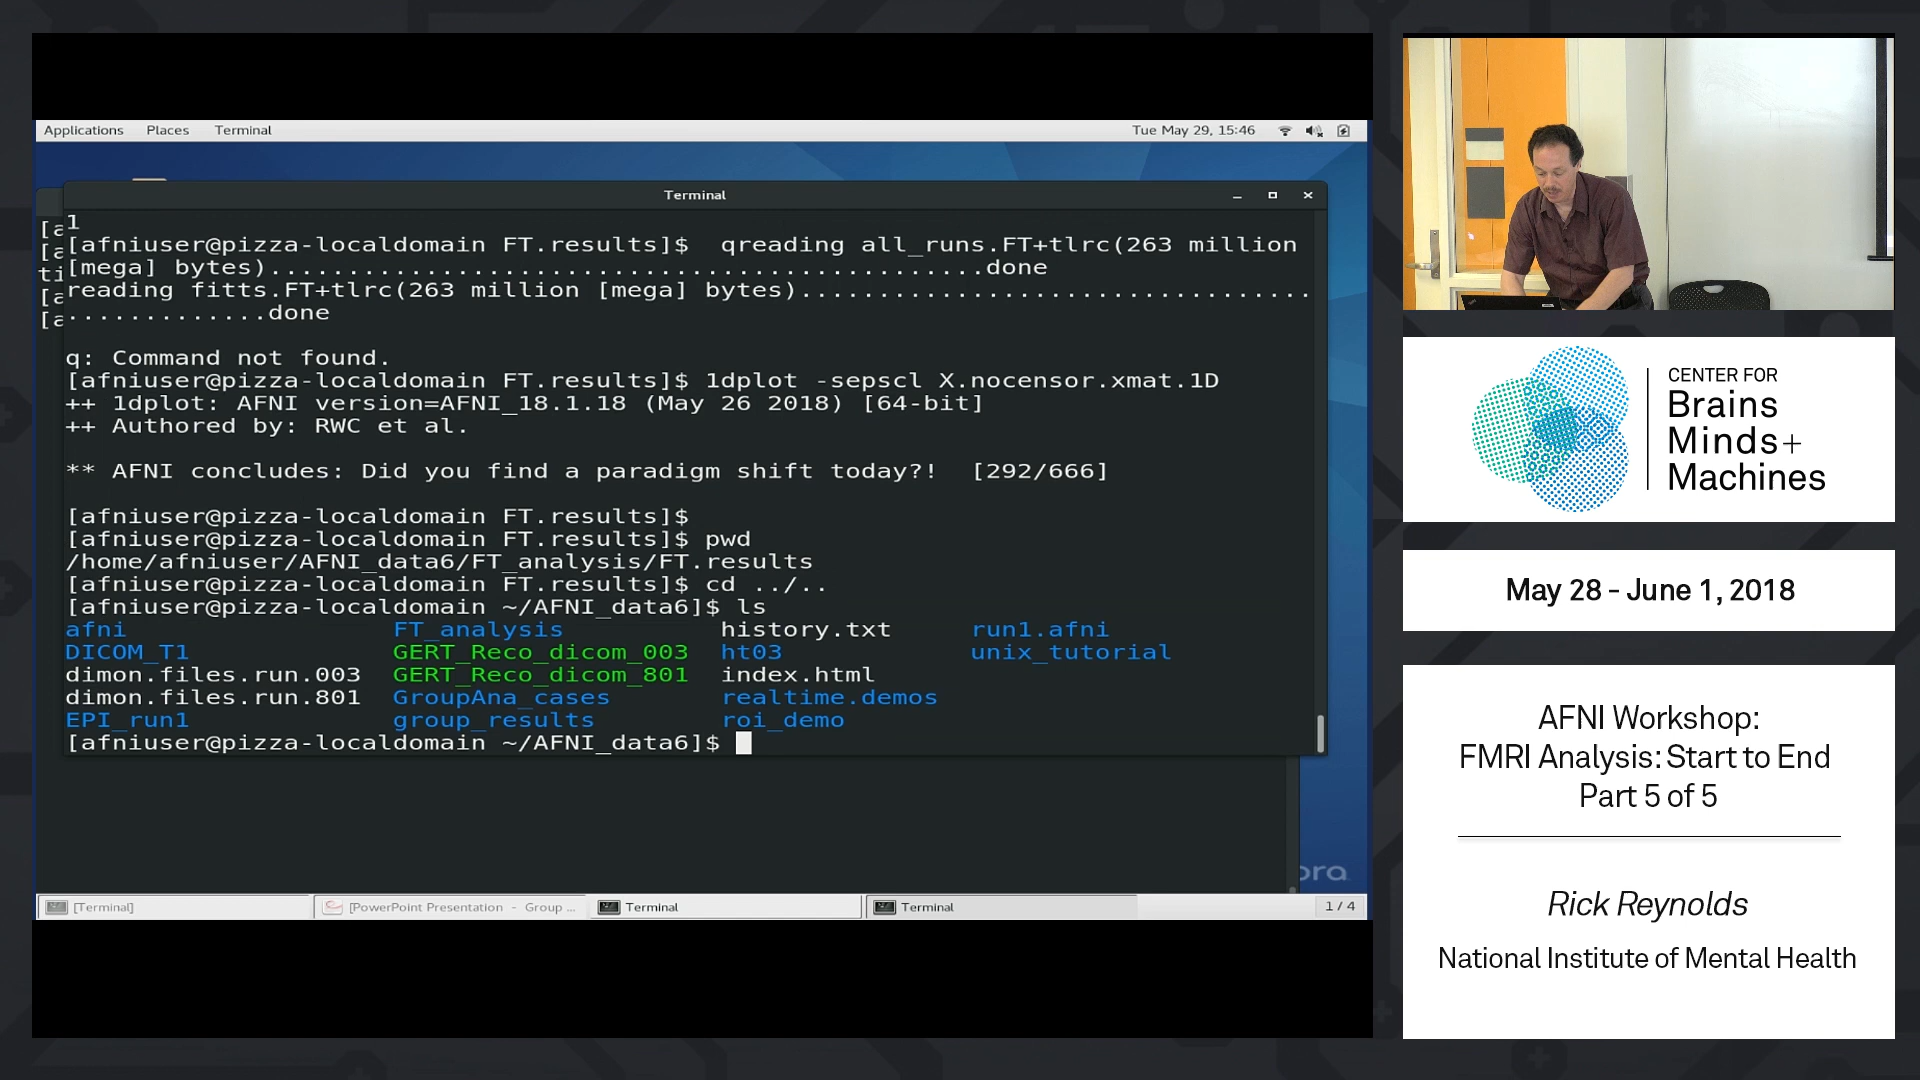 Applications Places Terminal
Tue May 29, 15:46
Terminal
1
[afniuser@pizza-localdomain FT.results]$  qreading all_runs.FT+tlrc(263 million
[mega] bytes)...............................................done
reading fitts.FT+tlrc(263 million [mega] bytes).................................
..............done
q: Command not found.
[afniuser@pizza-localdomain FT.results]$ 1dplot -sepscl X.nocensor.xmat.1D
++ 1dplot: AFNI version=AFNI_18.1.18 (May 26 2018) [64-bit]
++ Authored by: RWC et al.
** AFNI concludes: Did you find a paradigm shift today?!  [292/666]
[afniuser@pizza-localdomain FT.results]$
[afniuser@pizza-localdomain FT.results]$ pwd
/home/afniuser/AFNI_data6/FT_analysis/FT.results
[afniuser@pizza-localdomain FT.results]$ cd ../..
[afniuser@pizza-localdomain ~/AFNI_data6]$ ls
afni FT_analysis history.txt run1.afni
DICOM_T1 GERT_Reco_dicom_003 ht03 unix_tutorial
dimon.files.run.003 GERT_Reco_dicom_801 index.html
dimon.files.run.801 GroupAna_cases realtime.demos
EPI_run1 group_results roi_demo
[afniuser@pizza-localdomain ~/AFNI_data6]$
[Terminal] [PowerPoint Presentation - Group ... Terminal Terminal 1 / 4
CENTER FOR
Brains
Minds+
Machines
May 28 - June 1, 2018
AFNI Workshop:
FMRI Analysis: Start to End
Part 5 of 5
Rick Reynolds
National Institute of Mental Health